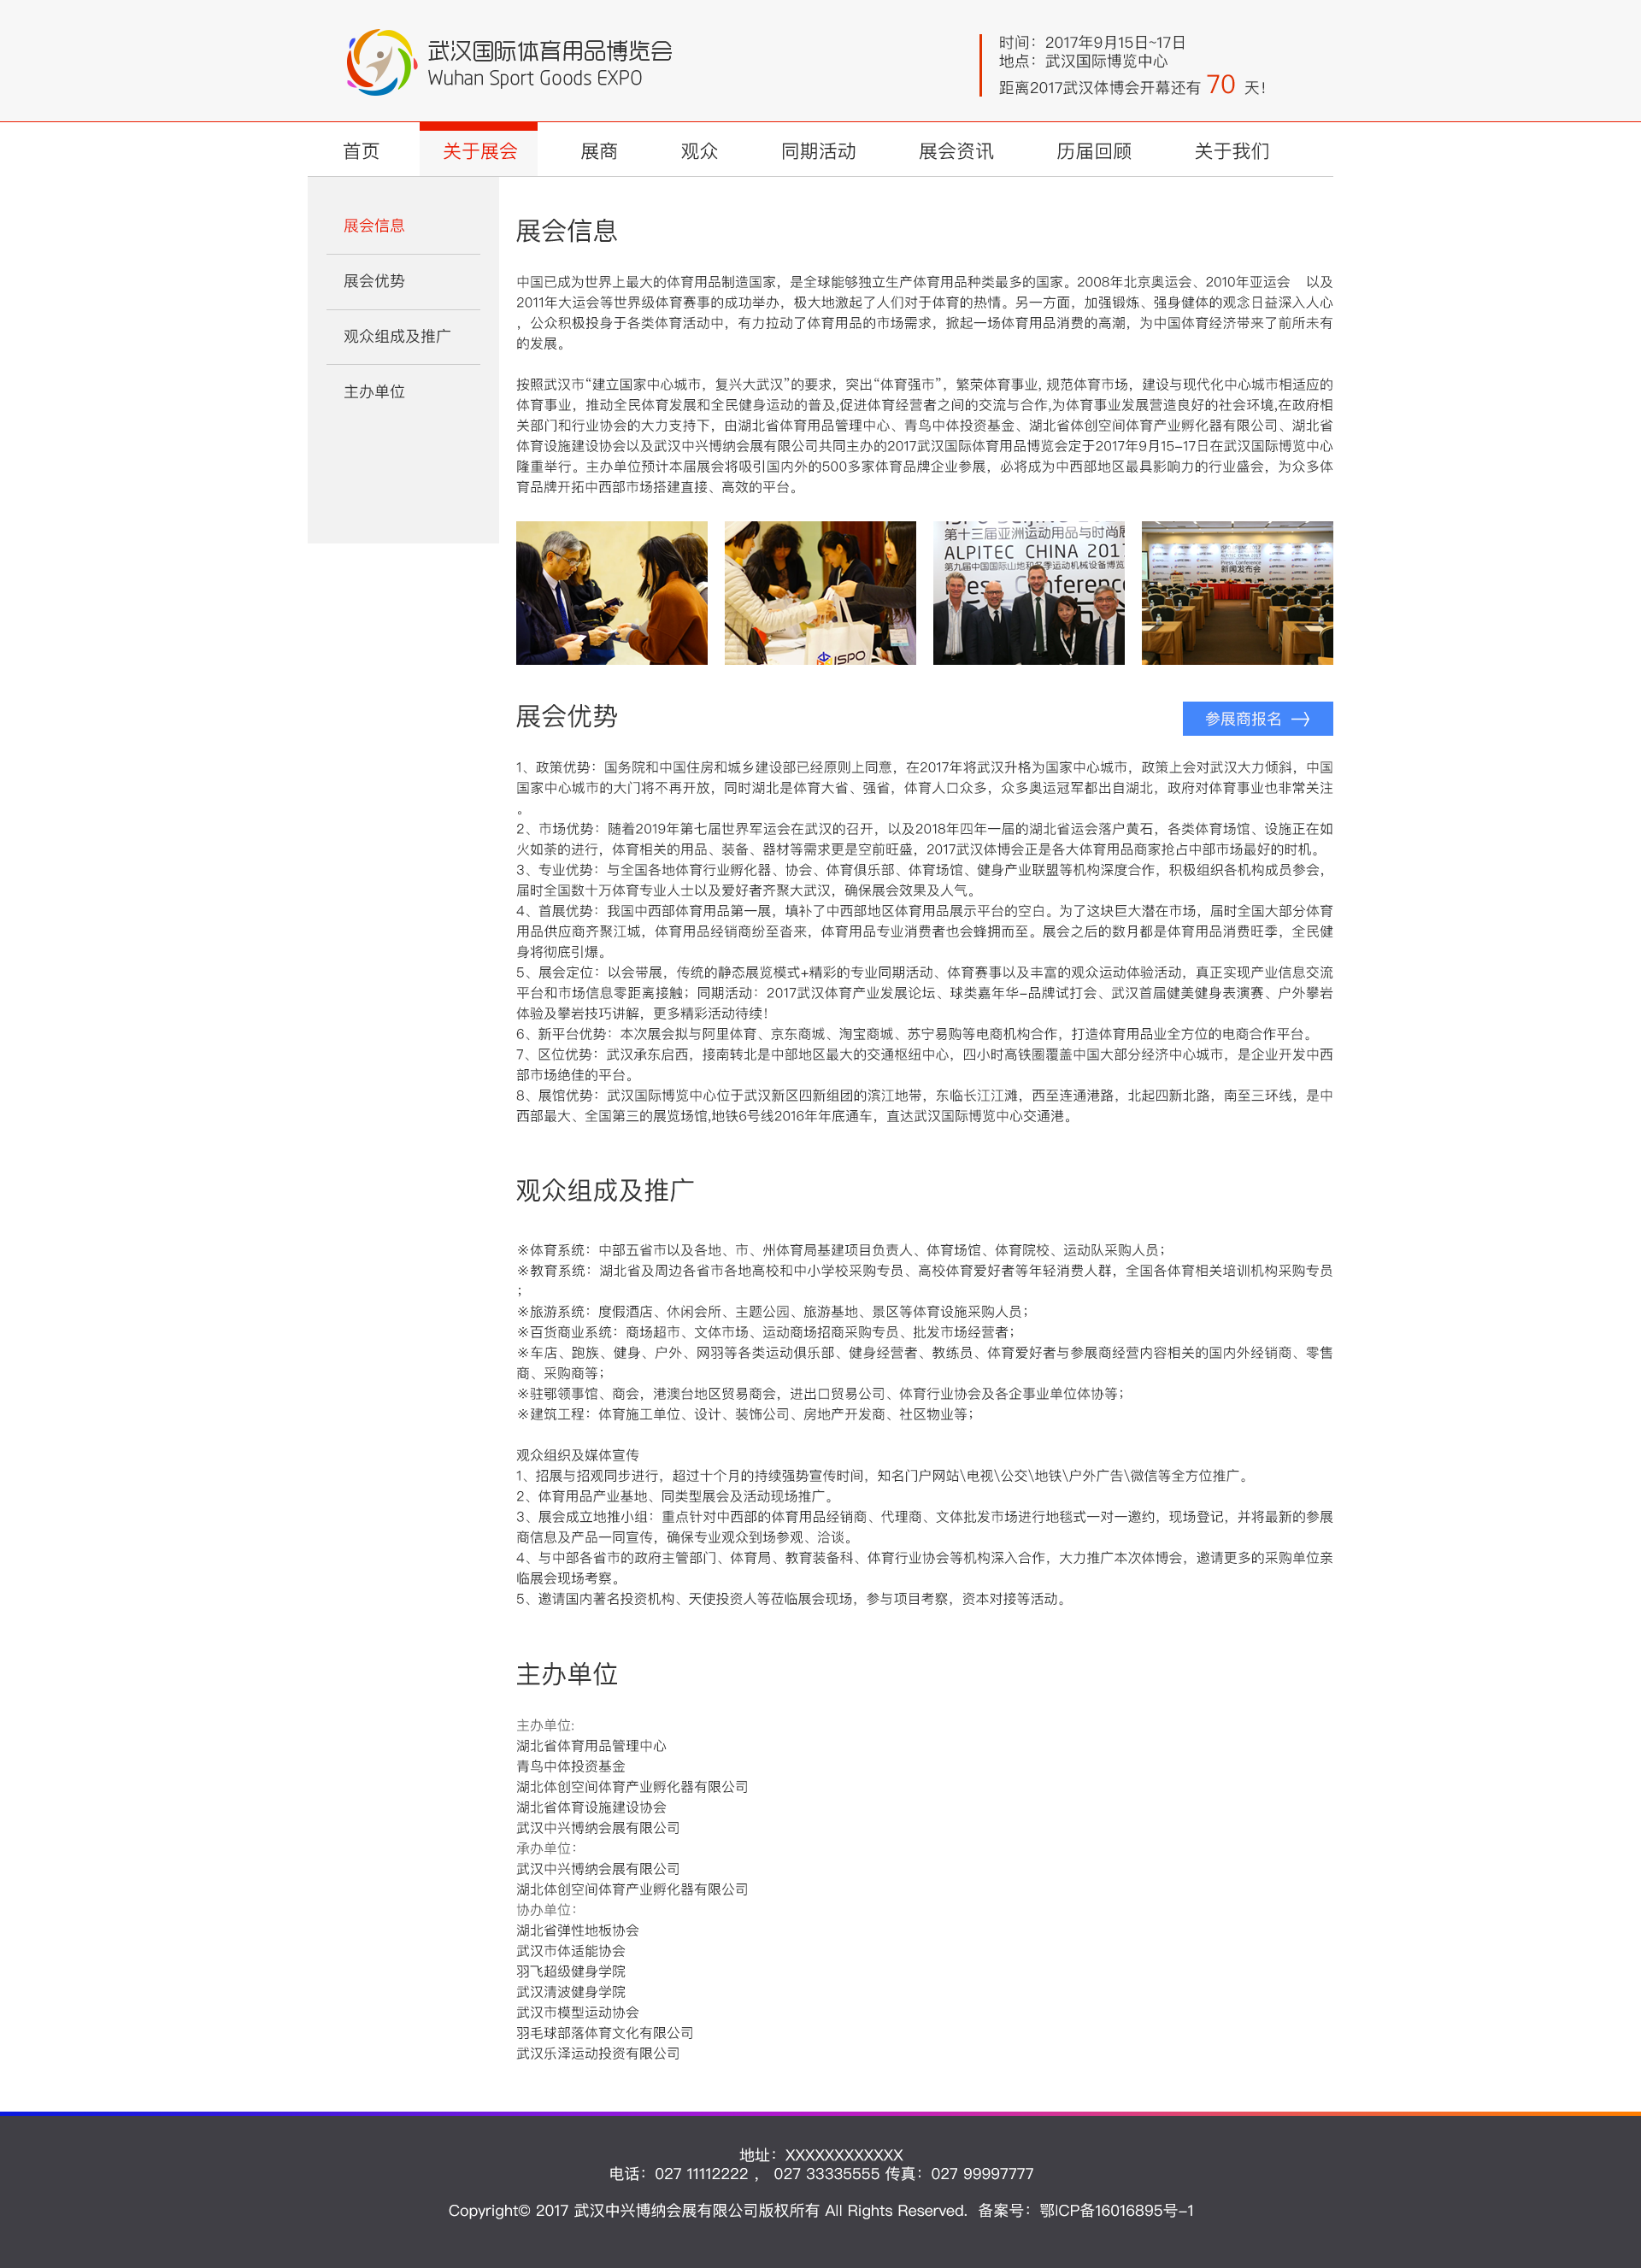 武汉国际体育用品博览会
Wuhan Sport Goods EXPO
时间：2017年9月15日~17日
地点：武汉国际博览中心
距离2017武汉体博会开幕还有 70 天！
首页 关于展会 展商 观众 同期活动 展会资讯 历届回顾 关于我们
展会信息
展会优势
观众组成及推广
主办单位
展会信息
中国已成为世界上最大的体育用品制造国家，是全球能够独立生产体育用品种类最多的国家。2008年北京奥运会、2010年亚运会　以及
2011年大运会等世界级体育赛事的成功举办，极大地激起了人们对于体育的热情。另一方面，加强锻炼、强身健体的观念日益深入人心
，公众积极投身于各类体育活动中，有力拉动了体育用品的市场需求，掀起一场体育用品消费的高潮，为中国体育经济带来了前所未有
的发展。
按照武汉市“建立国家中心城市，复兴大武汉”的要求，突出“体育强市”，繁荣体育事业, 规范体育市场，建设与现代化中心城市相适应的
体育事业，推动全民体育发展和全民健身运动的普及,促进体育经营者之间的交流与合作,为体育事业发展营造良好的社会环境,在政府相
关部门和行业协会的大力支持下，由湖北省体育用品管理中心、青鸟中体投资基金、湖北省体创空间体育产业孵化器有限公司、湖北省
体育设施建设协会以及武汉中兴博纳会展有限公司共同主办的2017武汉国际体育用品博览会定于2017年9月15-17日在武汉国际博览中心
隆重举行。主办单位预计本届展会将吸引国内外的500多家体育品牌企业参展，必将成为中西部地区最具影响力的行业盛会，为众多体
育品牌开拓中西部市场搭建直接、高效的平台。
ISPO
ISPO Beijing 20
第十三届亚洲运动用品与时尚展
ALPITEC CHINA 2017
第九届中国国际山地和冬季运动机械设备博览
Press Conference
ALPITEC CHINA 2017
Press Conference
新闻发布会
展会优势
参展商报名
1、政策优势：国务院和中国住房和城乡建设部已经原则上同意，在2017年将武汉升格为国家中心城市，政策上会对武汉大力倾斜，中国
国家中心城市的大门将不再开放，同时湖北是体育大省、强省，体育人口众多，众多奥运冠军都出自湖北，政府对体育事业也非常关注
。
2、市场优势：随着2019年第七届世界军运会在武汉的召开，以及2018年四年一届的湖北省运会落户黄石，各类体育场馆、设施正在如
火如荼的进行，体育相关的用品、装备、器材等需求更是空前旺盛，2017武汉体博会正是各大体育用品商家抢占中部市场最好的时机。
3、专业优势：与全国各地体育行业孵化器、协会、体育俱乐部、体育场馆、健身产业联盟等机构深度合作，积极组织各机构成员参会，
届时全国数十万体育专业人士以及爱好者齐聚大武汉，确保展会效果及人气。
4、首展优势：我国中西部体育用品第一展，填补了中西部地区体育用品展示平台的空白。为了这块巨大潜在市场，届时全国大部分体育
用品供应商齐聚江城，体育用品经销商纷至沓来，体育用品专业消费者也会蜂拥而至。展会之后的数月都是体育用品消费旺季，全民健
身将彻底引爆。
5、展会定位：以会带展，传统的静态展览模式+精彩的专业同期活动、体育赛事以及丰富的观众运动体验活动，真正实现产业信息交流
平台和市场信息零距离接触；同期活动：2017武汉体育产业发展论坛、球类嘉年华-品牌试打会、武汉首届健美健身表演赛、户外攀岩
体验及攀岩技巧讲解，更多精彩活动待续！
6、新平台优势：本次展会拟与阿里体育、京东商城、淘宝商城、苏宁易购等电商机构合作，打造体育用品业全方位的电商合作平台。
7、区位优势：武汉承东启西，接南转北是中部地区最大的交通枢纽中心，四小时高铁圈覆盖中国大部分经济中心城市，是企业开发中西
部市场绝佳的平台。
8、展馆优势：武汉国际博览中心位于武汉新区四新组团的滨江地带，东临长江江滩，西至连通港路，北起四新北路，南至三环线，是中
西部最大、全国第三的展览场馆,地铁6号线2016年年底通车，直达武汉国际博览中心交通港。
观众组成及推广
※体育系统：中部五省市以及各地、市、州体育局基建项目负责人、体育场馆、体育院校、运动队采购人员；
※教育系统：湖北省及周边各省市各地高校和中小学校采购专员、高校体育爱好者等年轻消费人群，全国各体育相关培训机构采购专员
；
※旅游系统：度假酒店、休闲会所、主题公园、旅游基地、景区等体育设施采购人员；
※百货商业系统：商场超市、文体市场、运动商场招商采购专员、批发市场经营者；
※车店、跑族、健身、户外、网羽等各类运动俱乐部、健身经营者、教练员、体育爱好者与参展商经营内容相关的国内外经销商、零售
商、采购商等；
※驻鄂领事馆、商会，港澳台地区贸易商会，进出口贸易公司、体育行业协会及各企事业单位体协等；
※建筑工程：体育施工单位、设计、装饰公司、房地产开发商、社区物业等；
观众组织及媒体宣传
1、招展与招观同步进行，超过十个月的持续强势宣传时间，知名门户网站\电视\公交\地铁\户外广告\微信等全方位推广。
2、体育用品产业基地、同类型展会及活动现场推广。
3、展会成立地推小组：重点针对中西部的体育用品经销商、代理商、文体批发市场进行地毯式一对一邀约，现场登记，并将最新的参展
商信息及产品一同宣传，确保专业观众到场参观、洽谈。
4、与中部各省市的政府主管部门、体育局、教育装备科、体育行业协会等机构深入合作，大力推广本次体博会，邀请更多的采购单位亲
临展会现场考察。
5、邀请国内著名投资机构、天使投资人等莅临展会现场，参与项目考察，资本对接等活动。
主办单位
主办单位:
湖北省体育用品管理中心
青鸟中体投资基金
湖北体创空间体育产业孵化器有限公司
湖北省体育设施建设协会
武汉中兴博纳会展有限公司
承办单位：
武汉中兴博纳会展有限公司
湖北体创空间体育产业孵化器有限公司
协办单位：
湖北省弹性地板协会
武汉市体适能协会
羽飞超级健身学院
武汉清波健身学院
武汉市模型运动协会
羽毛球部落体育文化有限公司
武汉乐泽运动投资有限公司
地址：XXXXXXXXXXXX
电话：027 11112222 ， 027 33335555 传真：027 99997777
Copyright© 2017 武汉中兴博纳会展有限公司版权所有 All Rights Reserved. 备案号：鄂ICP备16016895号-1